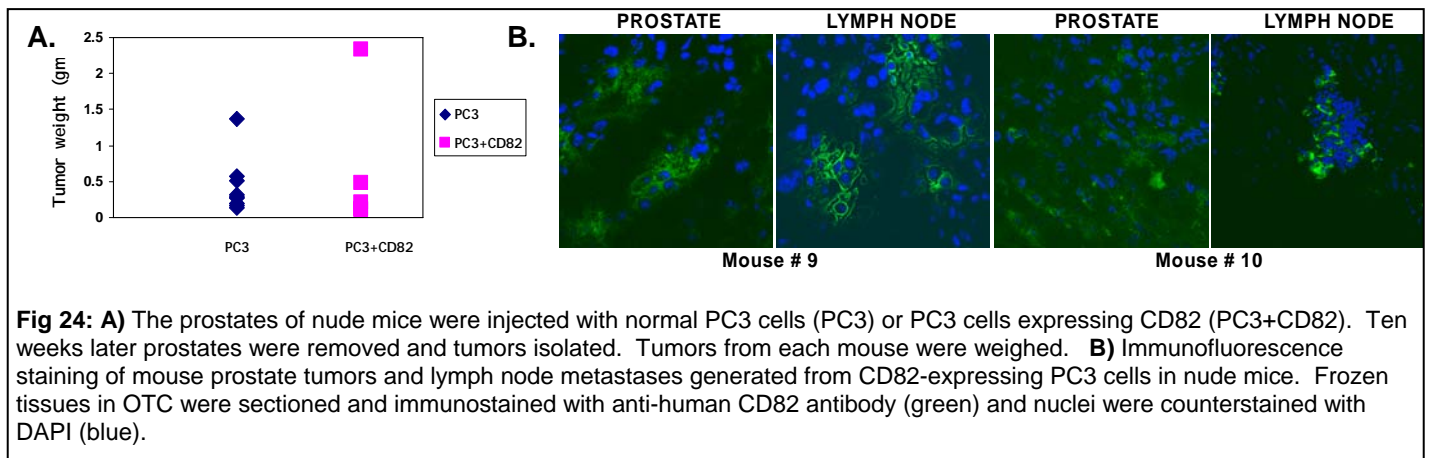 A.
2.5
2
1.5
1
0.5
0
Tumor weight (gm
PC3
PC3+CD82
PC3
PC3+CD82
B.
PROSTATE LYMPH NODE PROSTATE LYMPH NODE
Mouse # 9 Mouse # 10
Fig 24: A) The prostates of nude mice were injected with normal PC3 cells (PC3) or PC3 cells expressing CD82 (PC3+CD82). Ten
weeks later prostates were removed and tumors isolated. Tumors from each mouse were weighed. B) Immunofluorescence
staining of mouse prostate tumors and lymph node metastases generated from CD82-expressing PC3 cells in nude mice. Frozen
tissues in OTC were sectioned and immunostained with anti-human CD82 antibody (green) and nuclei were counterstained with
DAPI (blue).